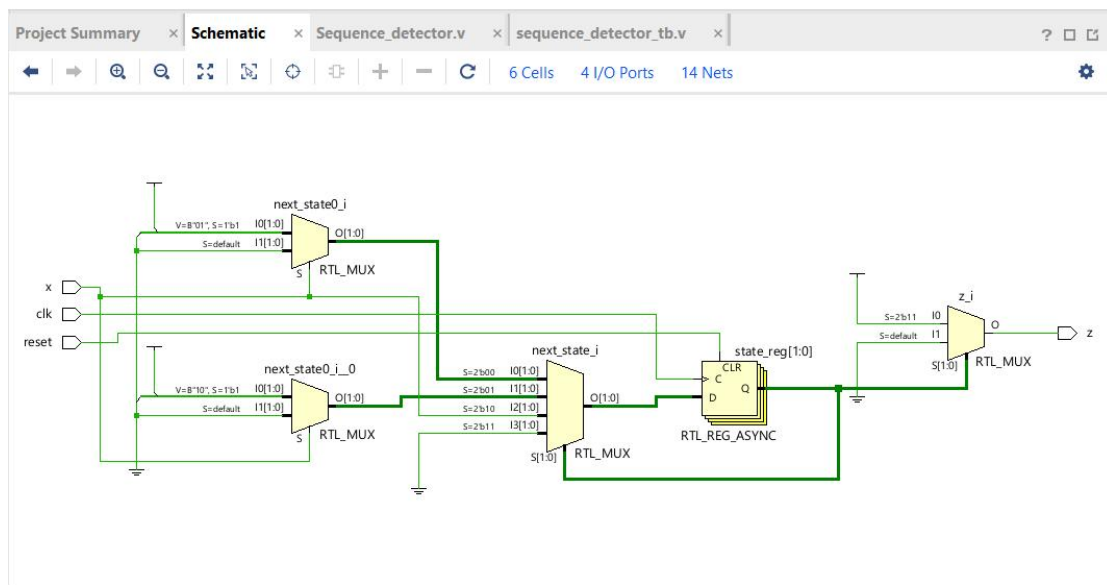 Project Summary × Schematic × Sequence_detector.v × sequence_detector_tb.v × ?
6 Cells 4 I/O Ports 14 Nets
next_state0_i
V=B"01", S=1'b1 I0[1:0]
S=default I1[1:0]
O[1:0]
S RTL_MUX
x
clk
reset
next_state0_i__0
V=B"10", S=1'b1 I0[1:0]
S=default I1[1:0]
O[1:0]
S RTL_MUX
next_state_i
S=2'b00 I0[1:0]
S=2'b01 I1[1:0]
S=2'b10 I2[1:0]
S=2'b11 I3[1:0]
O[1:0]
S[1:0] RTL_MUX
state_reg[1:0]
CLR
C
D
Q
RTL_REG_ASYNC
z_i
S=2'b11 I0
S=default I1
O
S[1:0] RTL_MUX
z